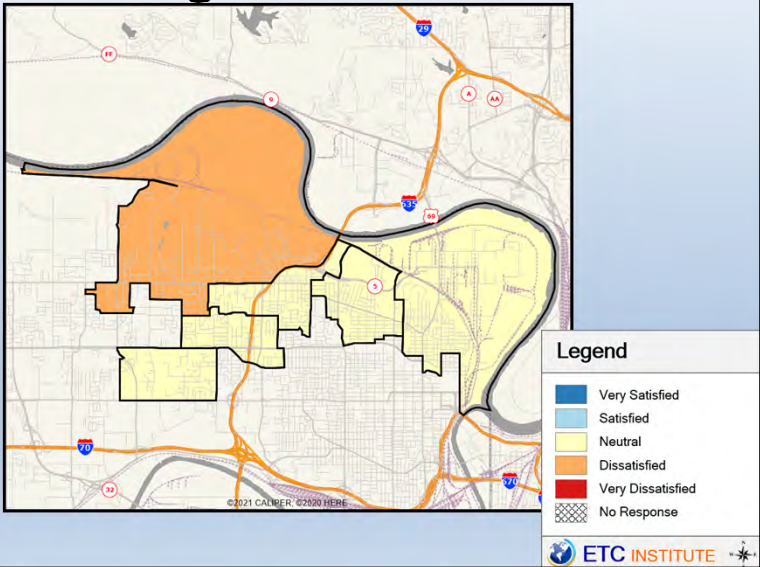 29
FF
A
AA
9
635
69
5
Legend
Very Satisfied
Satisfied
Neutral
Dissatisfied
Very Dissatisfied
No Response
70
670
32
©2021 CALIPER; ©2020 HERE
ETC INSTITUTE